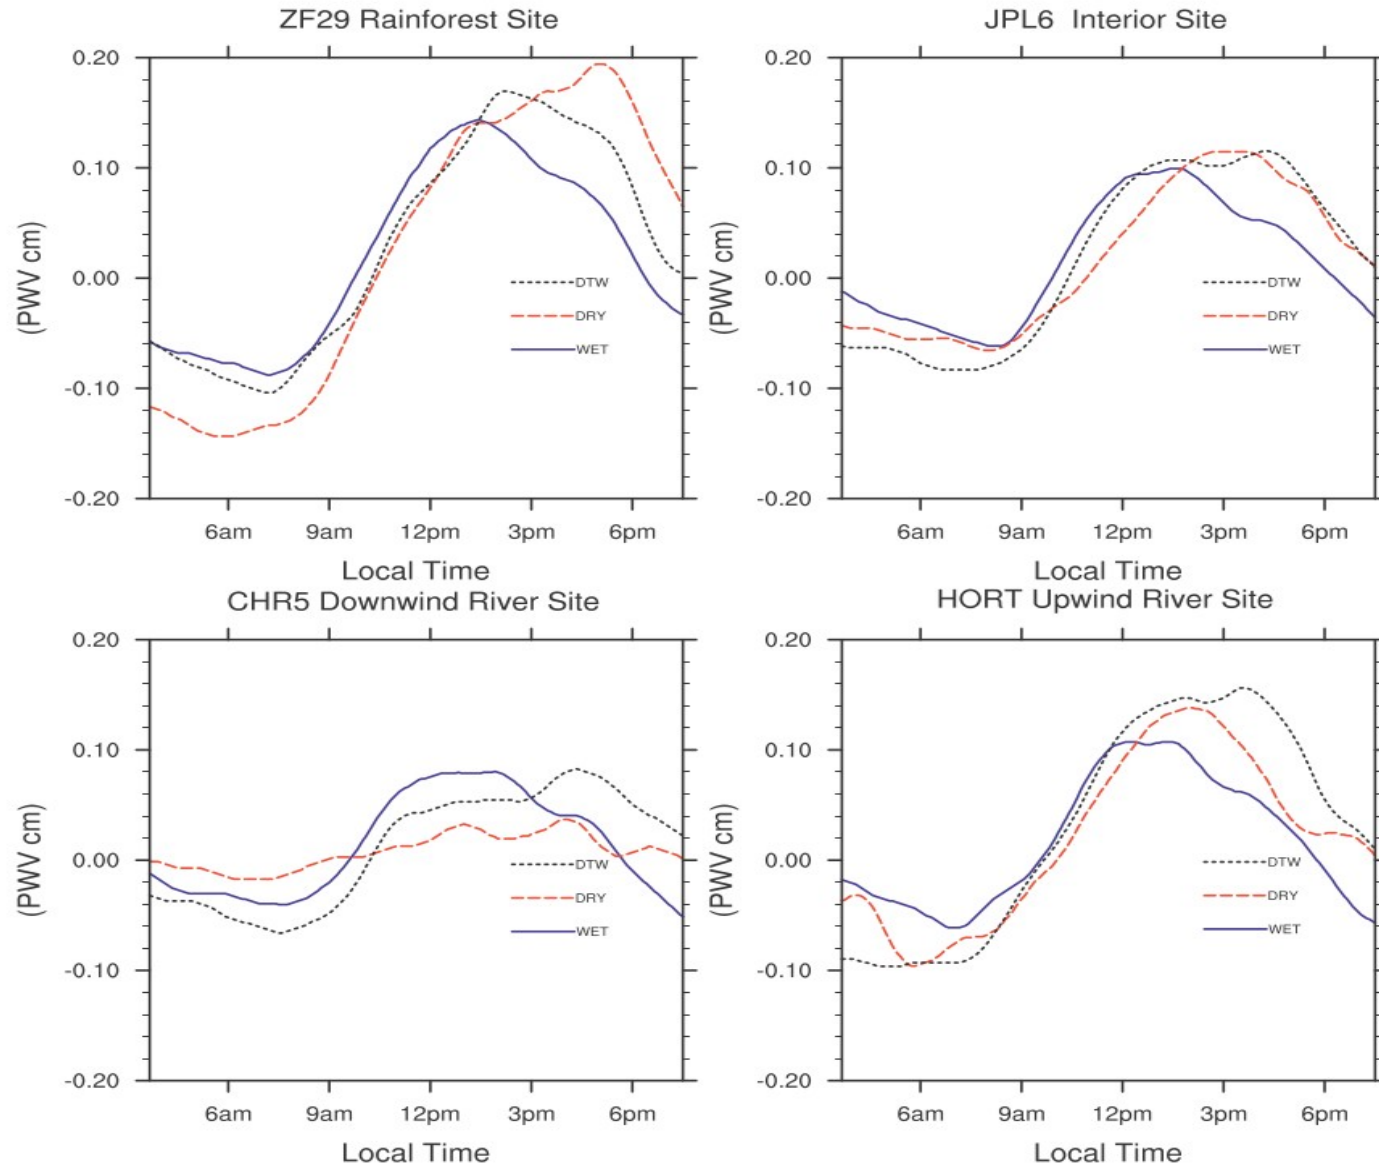 ZF29 Rainforest Site
0.20
0.10
0.00
-0.10
-0.20
(PWV cm)
DTW
DRY
WET
6am 9am 12pm 3pm 6pm
Local Time
JPL6 Interior Site
0.20
0.10
0.00
-0.10
-0.20
(PWV cm)
DTW
DRY
WET
6am 9am 12pm 3pm 6pm
Local Time
CHR5 Downwind River Site
0.20
0.10
0.00
-0.10
-0.20
(PWV cm)
DTW
DRY
WET
6am 9am 12pm 3pm 6pm
Local Time
HORT Upwind River Site
0.20
0.10
0.00
-0.10
-0.20
(PWV cm)
DTW
DRY
WET
6am 9am 12pm 3pm 6pm
Local Time